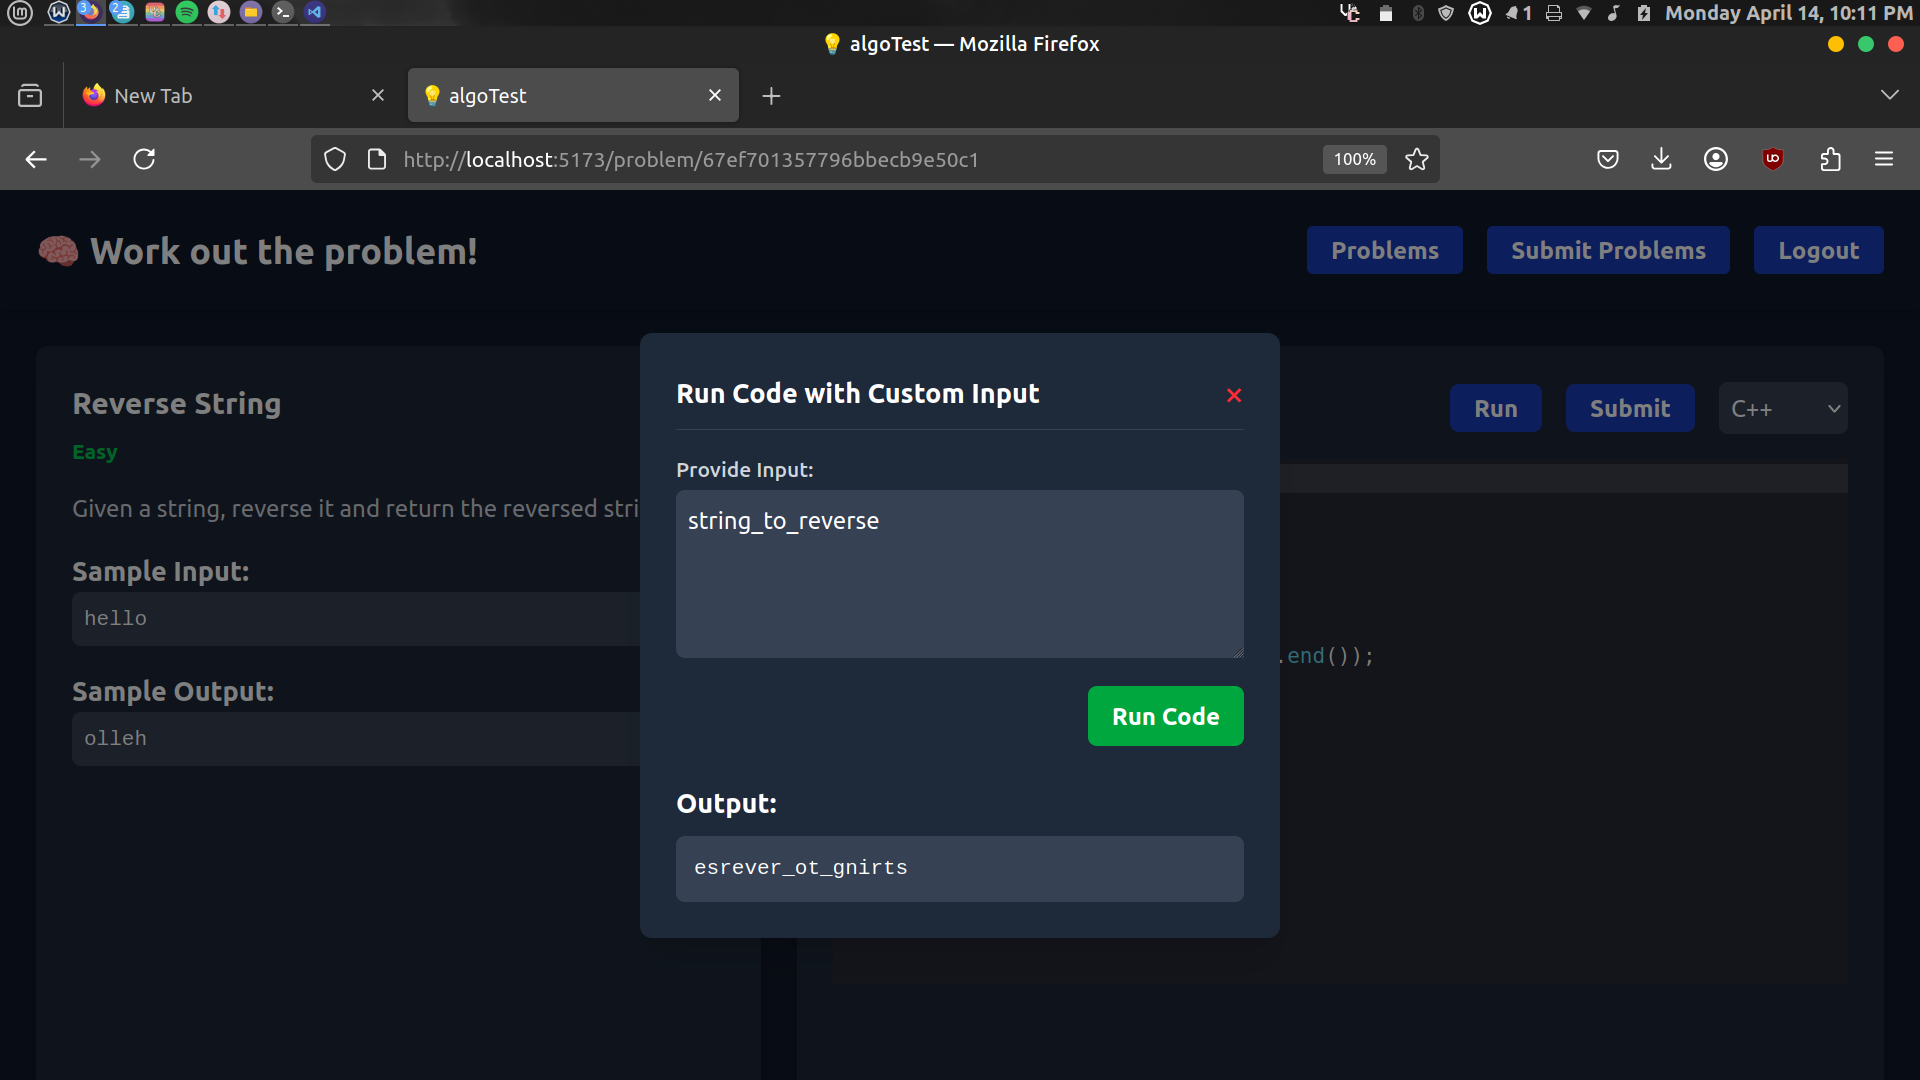 3
2
1
Monday April 14, 10:11 PM
💡 algoTest — Mozilla Firefox
New Tab
💡 algoTest
http://localhost:5173/problem/67ef701357796bbecb9e50c1
100%
🧠 Work out the problem!
Problems
Submit Problems
Logout
Reverse String
Easy
Given a string, reverse it and return the reversed stri
Sample Input:
hello
Sample Output:
olleh
Run Code with Custom Input
Provide Input:
string_to_reverse
Run Code
Output:
esrever_ot_gnirts
Run
Submit
C++
.end());